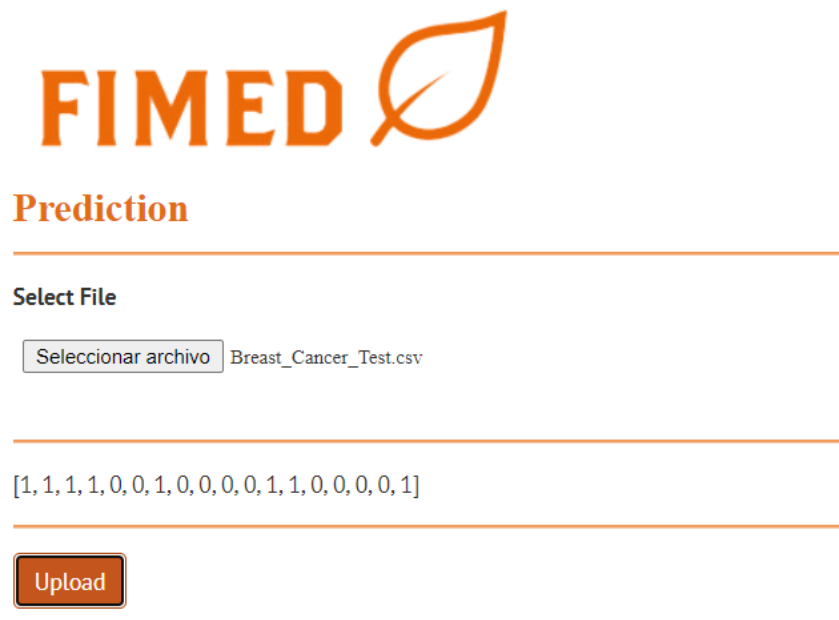 FIMED
Prediction
Select File
Seleccionar archivo Breast_Cancer_Test.csv
[1, 1, 1, 1, 0, 0, 1, 0, 0, 0, 0, 1, 1, 0, 0, 0, 0, 1]
Upload